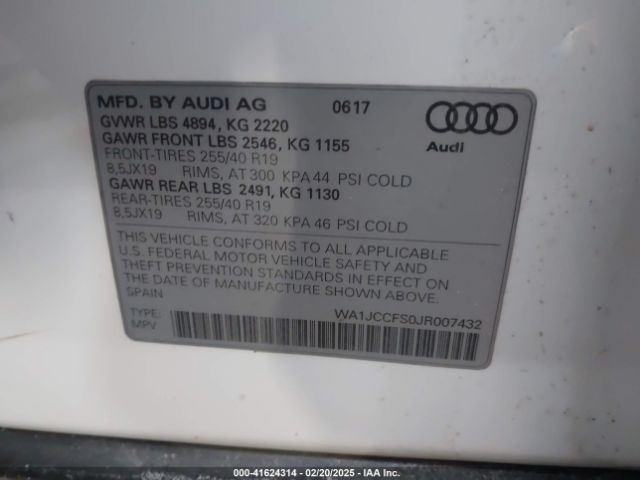 MFD. BY AUDI AG 0617
GVWR LBS 4894, KG 2220
GAWR FRONT LBS 2546, KG 1155
FRONT-TIRES 255/40 R19
8,5JX19 RIMS, AT 300 KPA 44 PSI COLD
GAWR REAR LBS 2491, KG 1130
REAR-TIRES 255/40 R19
8,5JX19 RIMS, AT 320 KPA 46 PSI COLD
Audi
THIS VEHICLE CONFORMS TO ALL APPLICABLE
U.S. FEDERAL MOTOR VEHICLE SAFETY AND
THEFT PREVENTION STANDARDS IN EFFECT ON
THE DATE OF MANUFACTURE SHOWN ABOVE.
SPAIN
TYPE: WA1JCCFS0JR007432
MPV
000-41624314 - 02/20/2025 - IAA Inc.